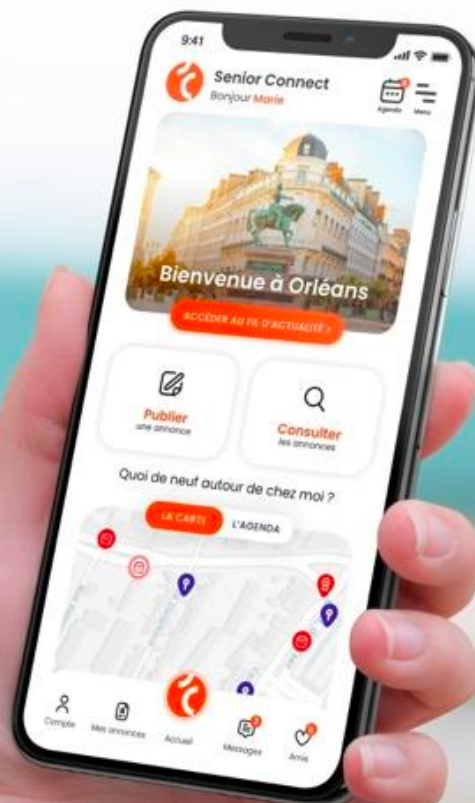 9:41
Senior Connect
Bonjour Marie
Agenda
Menu
Bienvenue à Orléans
ACCÉDER AU FIL D'ACTUALITÉ >
Publier
une annonce
Consulter
les annonces
Quoi de neuf autour de chez moi ?
LA CARTE
L'AGENDA
Compte
Mes annonces
Accueil
Messages
Amis